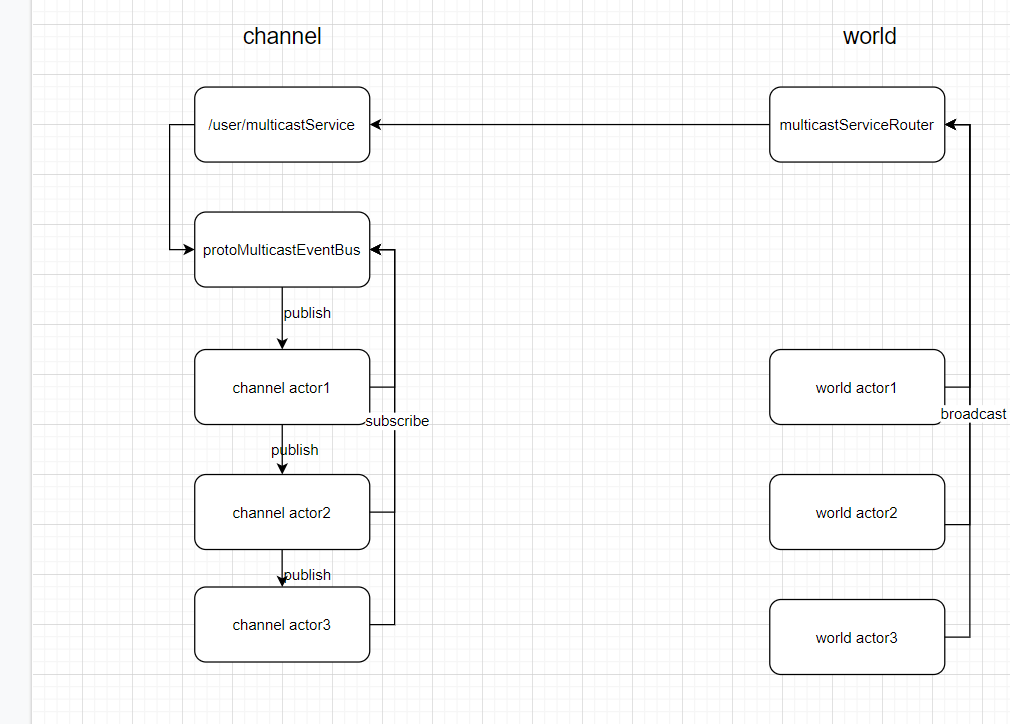 channel
world
/user/multicastService
multicastServiceRouter
protoMulticastEventBus
publish
channel actor1
world actor1
subscribe
broadcast
publish
channel actor2
world actor2
publish
channel actor3
world actor3